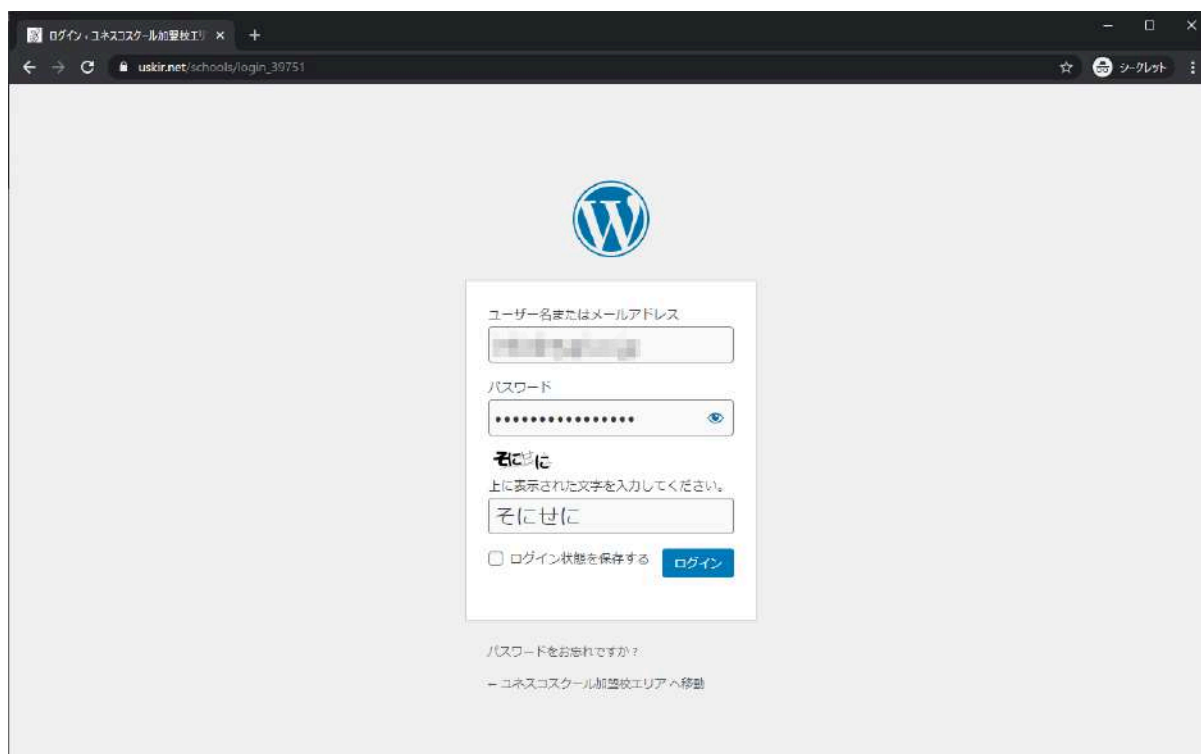 ログイン ‹ ユネスコスクール加盟校エリ
uskir.net/schools/login_39751
シークレット
ユーザー名またはメールアドレス
パスワード
そにせに
上に表示された文字を入力してください。
そにせに
ログイン状態を保存する
ログイン
パスワードをお忘れですか ?
← ユネスコスクール加盟校エリア へ移動